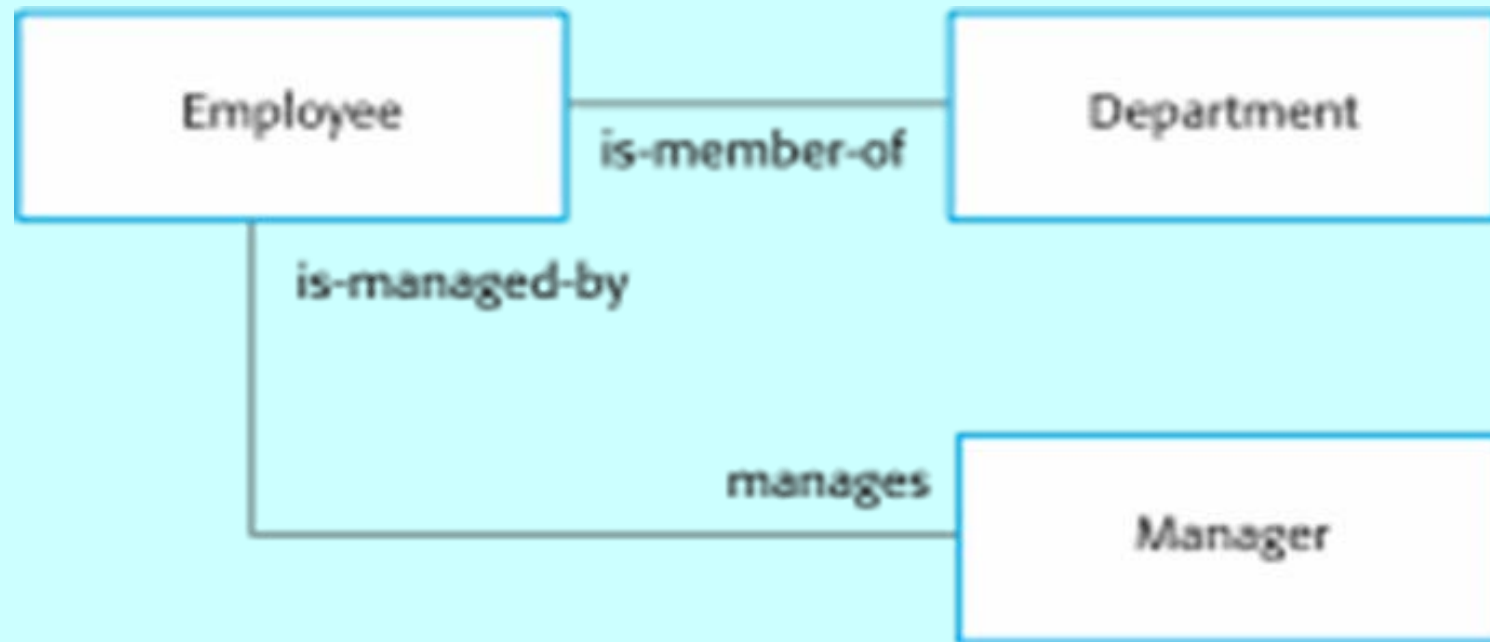 Employee
Department
is-member-of
is-managed-by
manages
Manager